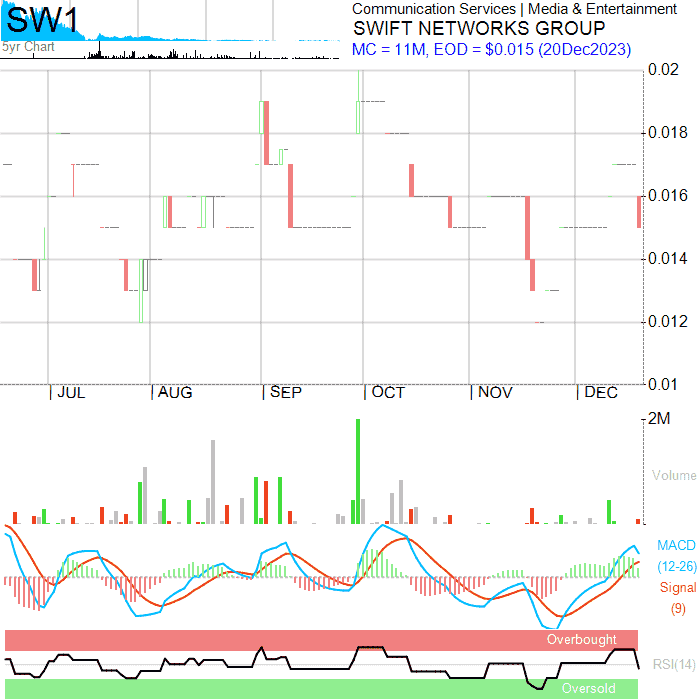 SW1
Communication Services | Media & Entertainment
SWIFT NETWORKS GROUP
MC = 11M, EOD = $0.015 (20Dec2023)
5yr Chart
0.02
0.018
0.016
0.014
0.012
0.01
JUL
AUG
SEP
OCT
NOV
DEC
2M
Volume
MACD
(12-26)
Signal
(9)
Overbought
RSI(14)
Oversold